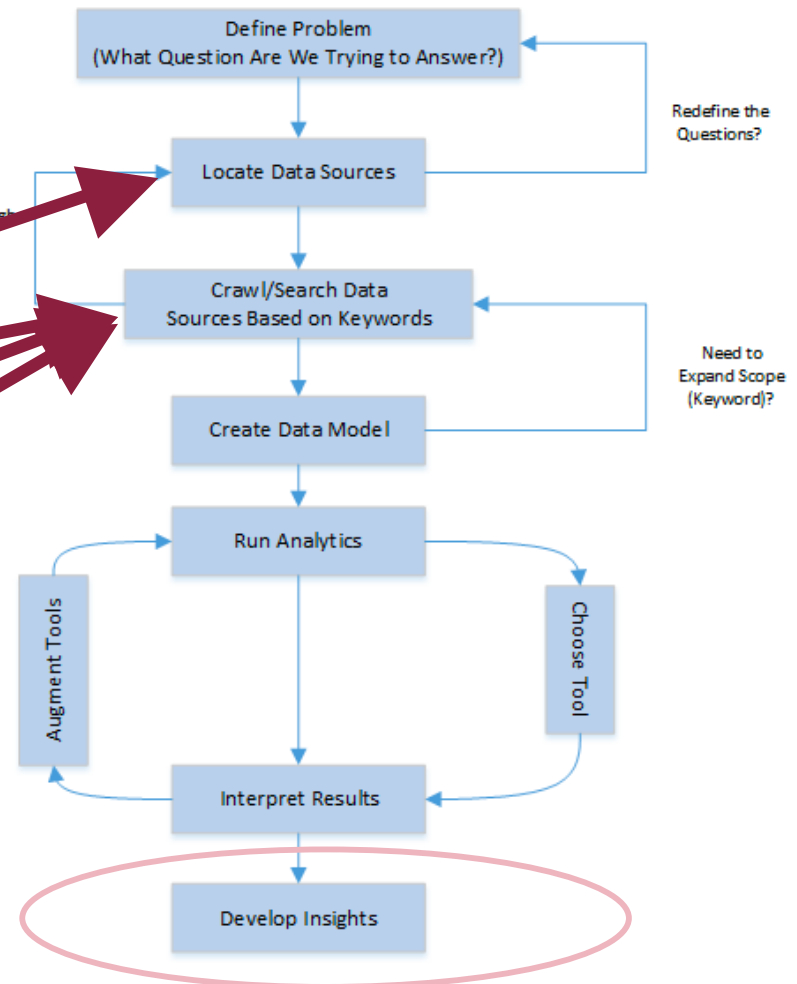 Define Problem
(What Question Are We Trying to Answer?)
Redefine the
Questions?
Locate Data Sources
Crawl/Search Data
Sources Based on Keywords
Need to
Expand Scope
(Keyword)?
Create Data Model
Run Analytics
Augment Tools
Choose Tool
Interpret Results
Develop Insights